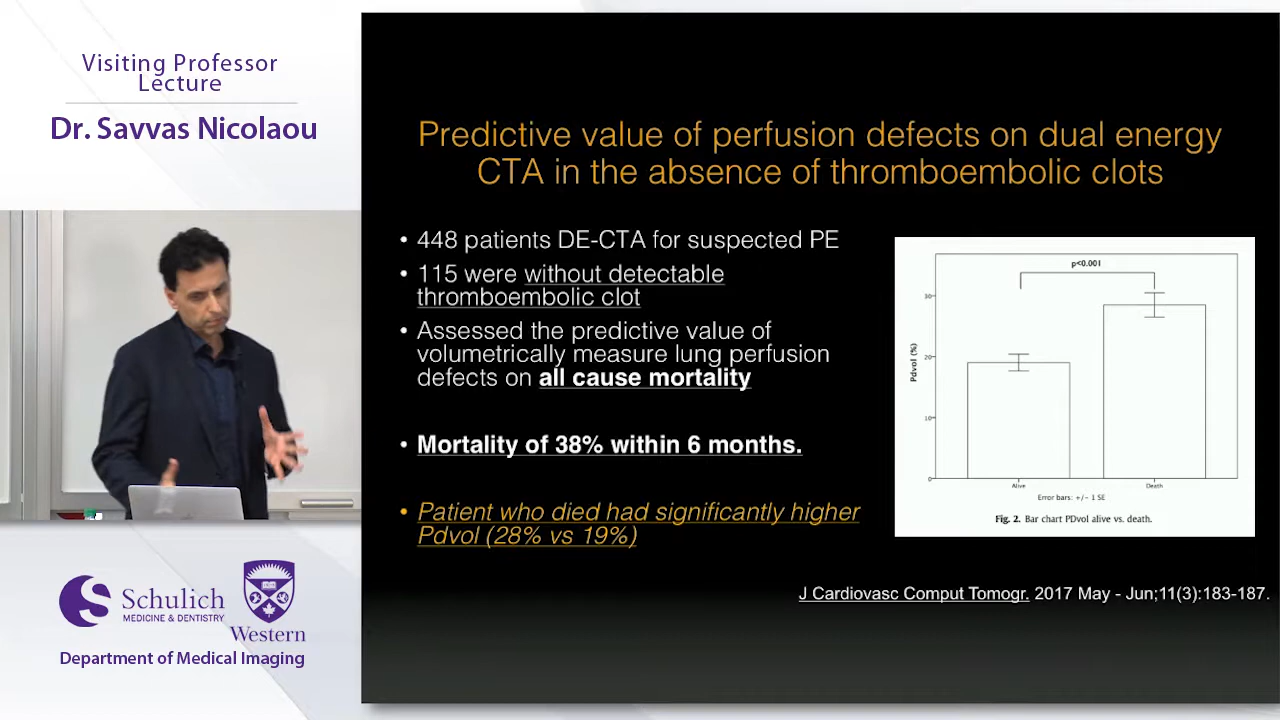 Visiting Professor
Lecture
Dr. Savvas Nicolaou
Predictive value of perfusion defects on dual energy
CTA in the absence of thromboembolic clots
• 448 patients DE-CTA for suspected PE
• 115 were without detectable
thromboembolic clot
• Assessed the predictive value of
volumetrically measure lung perfusion
defects on all cause mortality
• Mortality of 38% within 6 months.
• Patient who died had significantly higher
Pdvol (28% vs 19%)
p<0.001
30
20
10
0
Pdvol (%)
Alive
Death
Error bars: +/- 1 SE
Fig. 2. Bar chart PDvol alive vs. death.
J Cardiovasc Comput Tomogr. 2017 May - Jun;11(3):183-187.
Schulich
MEDICINE & DENTISTRY
Western
Department of Medical Imaging